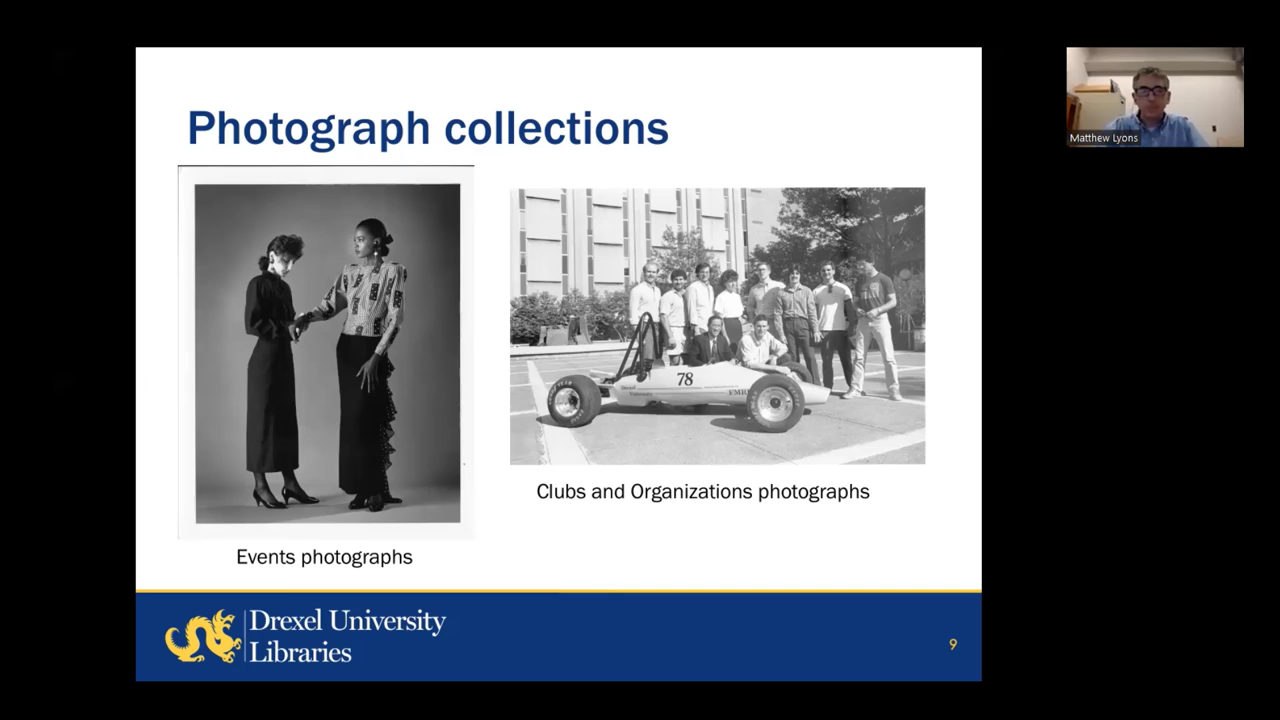 Photograph collections
Matthew Lyons
78
Clubs and Organizations photographs
Events photographs
Drexel University
Libraries
9